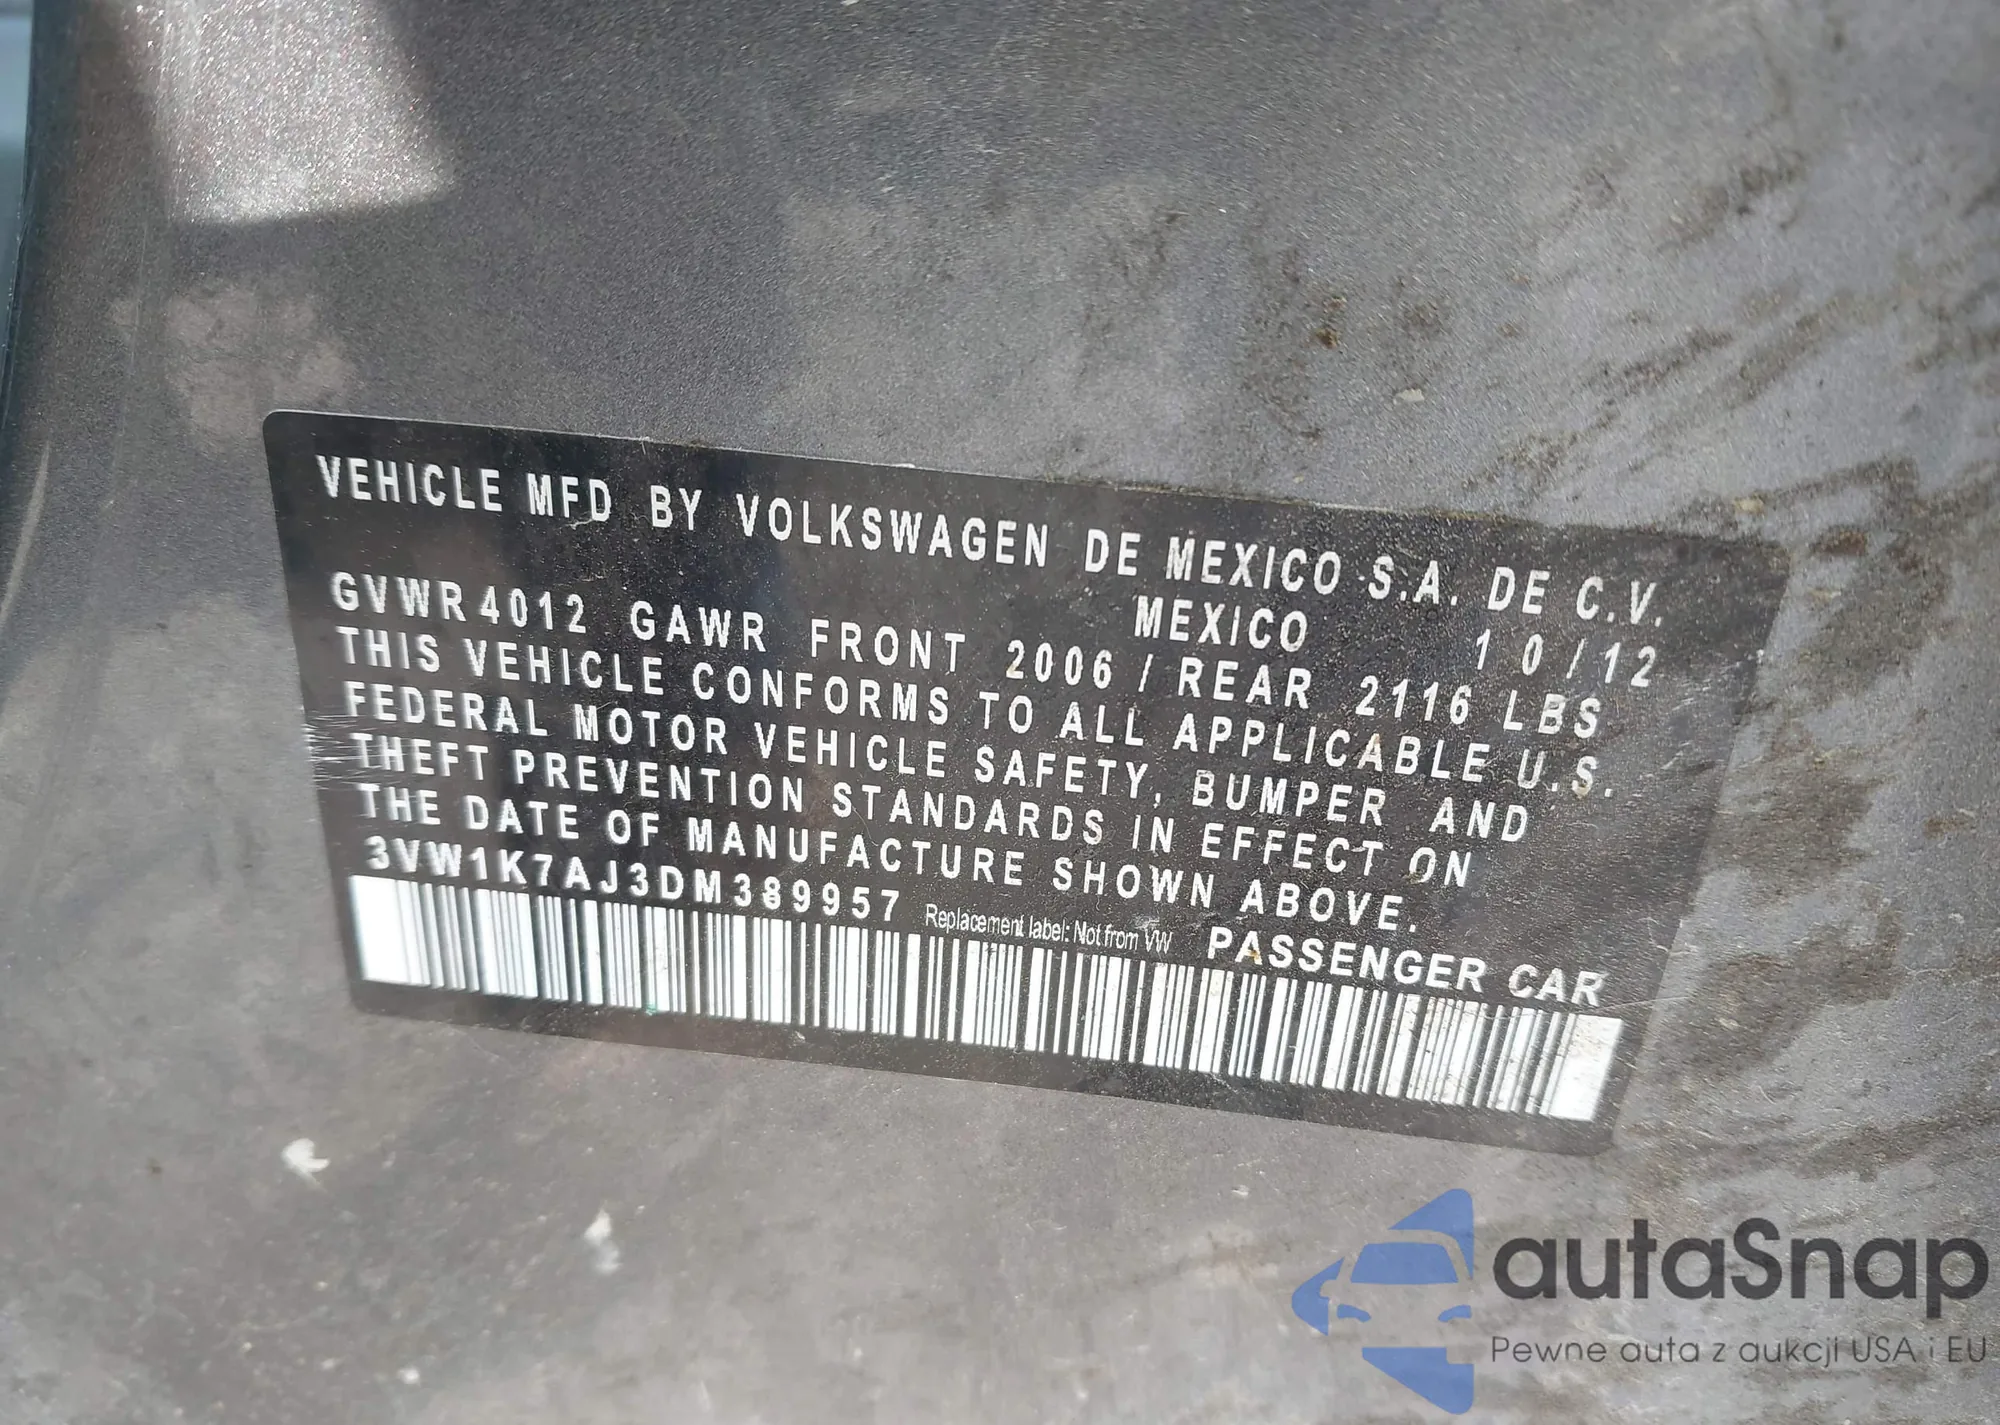 VEHICLE MFD BY VOLKSWAGEN DE MEXICO S.A. DE C.V.
MEXICO 10/12
GVWR 4012 GAWR FRONT 2006 / REAR 2116 LBS
THIS VEHICLE CONFORMS TO ALL APPLICABLE U.S.
FEDERAL MOTOR VEHICLE SAFETY, BUMPER AND
THEFT PREVENTION STANDARDS IN EFFECT ON
THE DATE OF MANUFACTURE SHOWN ABOVE.
3VW1K7AJ3DM389957 Replacement label: Not from VW PASSENGER CAR
autaSnap
Pewne auta z aukcji USA i EU